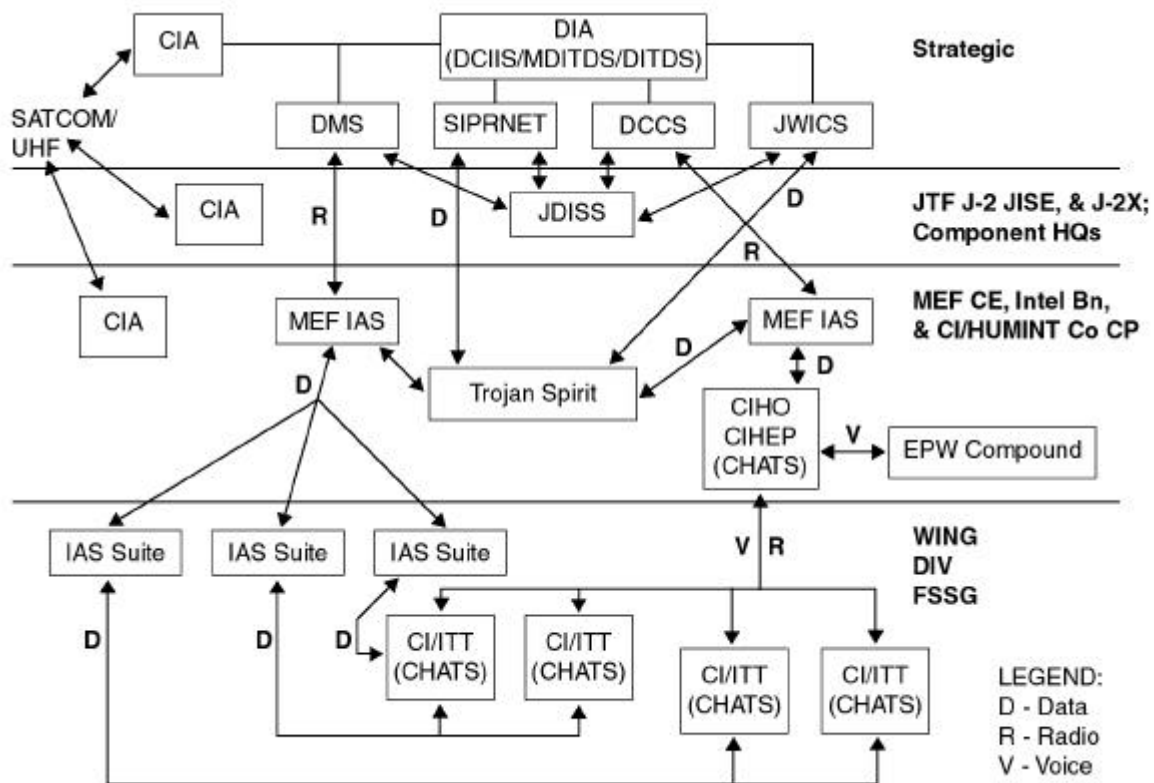 CIA
DIA
(DCIIS/MDITDS/DITDS)
Strategic
SATCOM/
UHF
DMS
SIPRNET
DCCS
JWICS
CIA
R
D
JDISS
D
R
JTF J-2 JISE, & J-2X;
Component HQs
CIA
MEF IAS
MEF IAS
MEF CE, Intel Bn,
& CI/HUMINT Co CP
D
Trojan Spirit
D
D
CIHO
CIHEP
(CHATS)
V
EPW Compound
IAS Suite
IAS Suite
IAS Suite
V
R
WING
DIV
FSSG
D
D
D
CI/ITT
(CHATS)
CI/ITT
(CHATS)
CI/ITT
(CHATS)
CI/ITT
(CHATS)
LEGEND:
D - Data
R - Radio
V - Voice